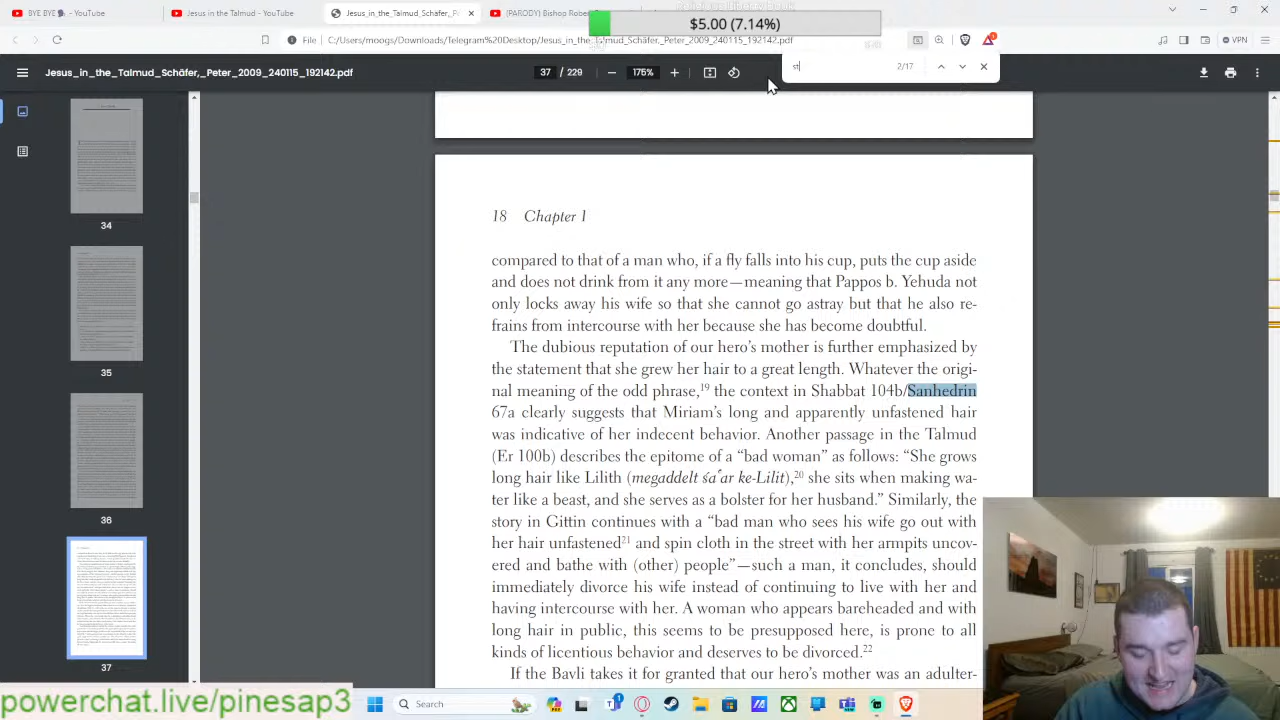 BYE BYE
YouTube
Jesus in the Talmud - YouTube
Jesus_in_the_Talmud_Schäfer,
(PARODY) Bishop Robe
$5.00 (7.14%)
File
C:/Users/moogs/Downloads/Telegram%20Desktop/Jesus_in_the_Talmud_Schäfer,_Peter_2009_240115_192142.pdf
VPN
Jesus_in_the_Talmud_Schäfer,_Peter_2009_240115_192142.pdf
37 / 229
175%
st
2/17
34
35
36
37
18 Chapter 1
compared to that of a man who, if a fly falls into his cup, puts the cup aside
and does not drink from it any more—meaning that Pappos b. Yehuda not
only locks away his wife so that she cannot go astray but that he also re-
frains from intercourse with her because she has become doubtful.
The dubious reputation of our hero's mother is further emphasized by
the statement that she grew her hair to a great length. Whatever the origi-
nal meaning of the odd phrase,19 the context in Shabbat 104b/Sanhedrin
67a clearly suggests that Miriam's long and apparently unfastened hair
was indicative of her indecent behavior. Another passage in the Talmud
(Er 100b) describes the epitome of a "bad woman" as follows: "She grows
long hair like Lilith (megaddelt śaʿar ke-Lilit),20 she sits when making wa-
ter like a beast, and she serves as a bolster for her husband." Similarly, the
story in Gittin continues with a "bad man who sees his wife go out with
her hair unfastened21 and spin cloth in the street with her armpits uncov-
ered and bathe with (other) people"—such a man, it concludes, should
immediately divorce his wife instead of continuing to live with her and
having intercourse with her. A woman who appears bareheaded and with
long hair in public, this seems to be presupposed here, is prone to all
kinds of licentious behavior and deserves to be divorced.22
If the Bavli takes it for granted that our hero's mother was an adulter-
powerchat.live/pinesap3
Search
1